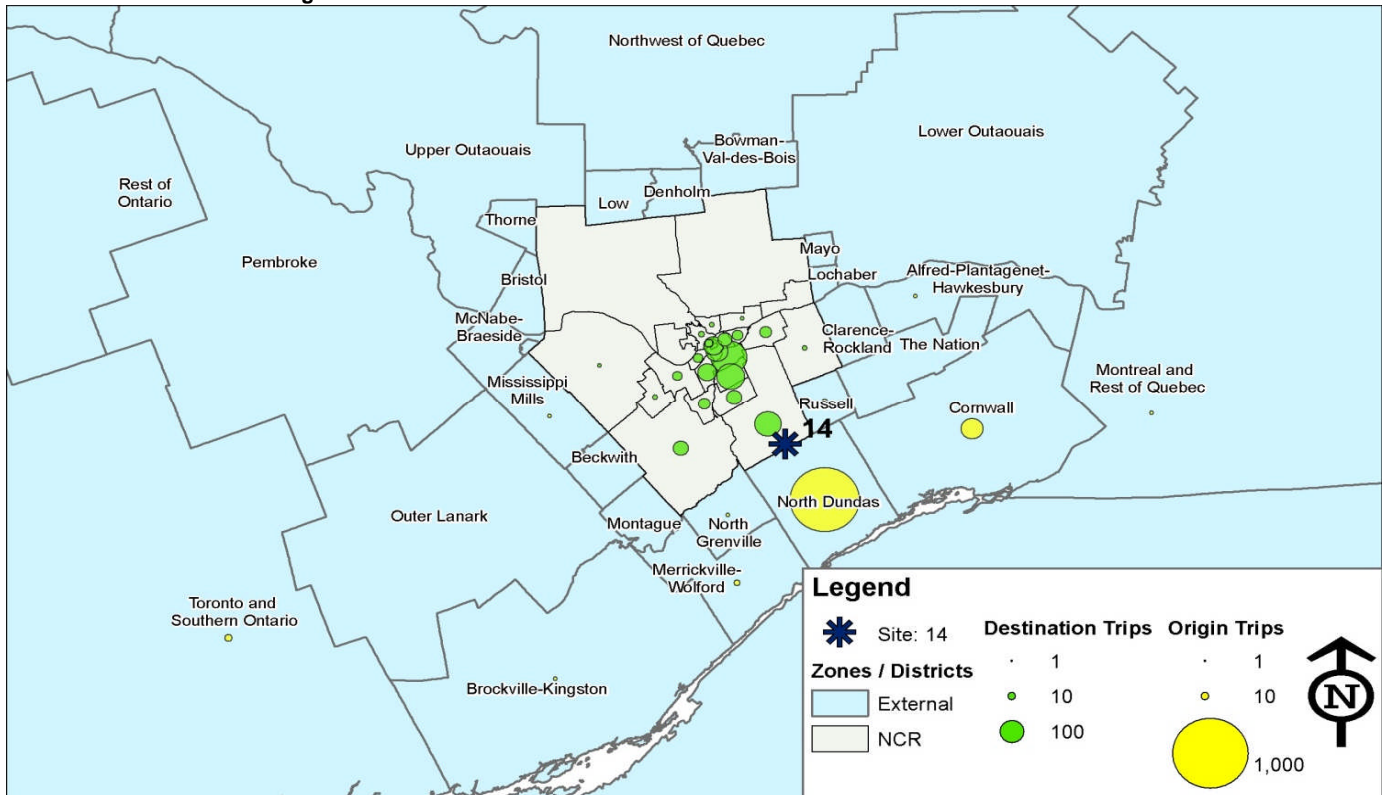 Northwest of Quebec
Lower Outaouais
Bowman-
Val-des-Bois
Upper Outaouais
Rest of
Ontario
Denholm
Low
Thorne
Mayo
Pembroke
Lochaber
Alfred-Plantagenet-
Hawkesbury
Bristol
McNabe-
Braeside
Clarence-
Rockland
The Nation
Montreal and
Rest of Quebec
Mississippi
Mills
Russell
Cornwall
14
Beckwith
North Dundas
Outer Lanark
Montague
North
Grenville
Merrickville-
Wolford
Toronto and
Southern Ontario
Brockville-Kingston
Legend
Site: 14
Zones / Districts
External
NCR
Destination Trips
1
10
100
Origin Trips
1
10
1,000
N